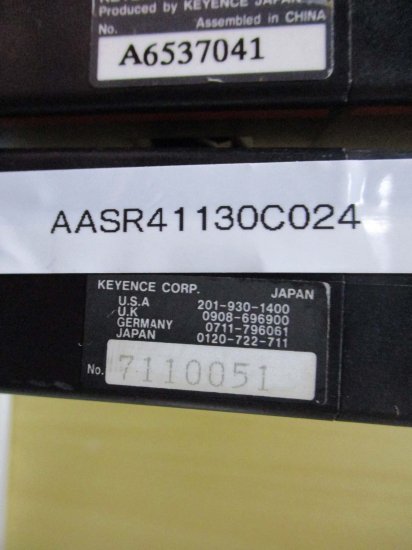 Produced by KEYENCE JAPAN
Assembled in CHINA
No.
A6537041
AASR41130C024
KEYENCE CORP. JAPAN
U.S.A 201-930-1400
U.K 0908-696900
GERMANY 0711-796061
JAPAN 0120-722-711
No. 7110051